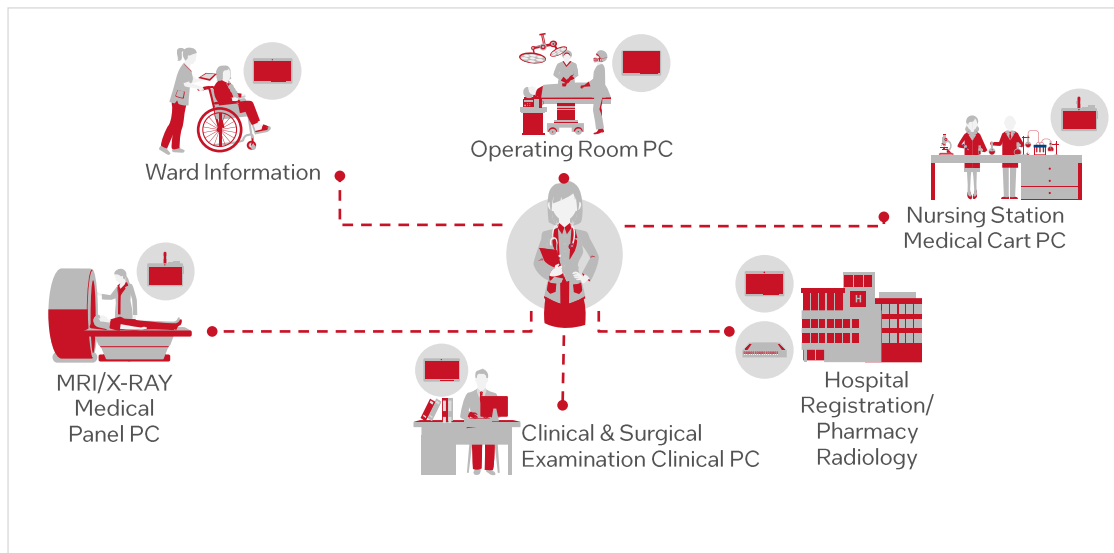 Ward Information
Operating Room PC
Nursing Station
Medical Cart PC
MRI/X-RAY
Medical
Panel PC
Clinical & Surgical
Examination Clinical PC
H
Hospital
Registration/
Pharmacy
Radiology